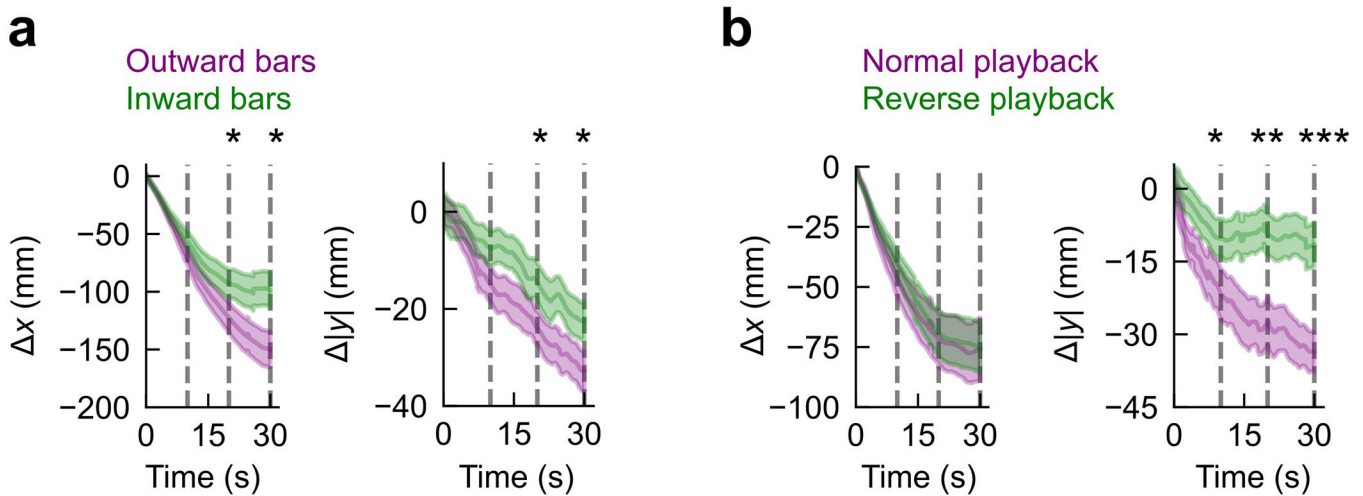 a
Outward bars
Inward bars
* *
0
−50
−100
−150
−200
Δx (mm)
0 15 30
Time (s)
* *
0
−20
−40
Δ|y| (mm)
0 15 30
Time (s)
b
Normal playback
Reverse playback
0
−25
−50
−75
−100
Δx (mm)
0 15 30
Time (s)
* ** ***
0
−15
−30
−45
Δ|y| (mm)
0 15 30
Time (s)